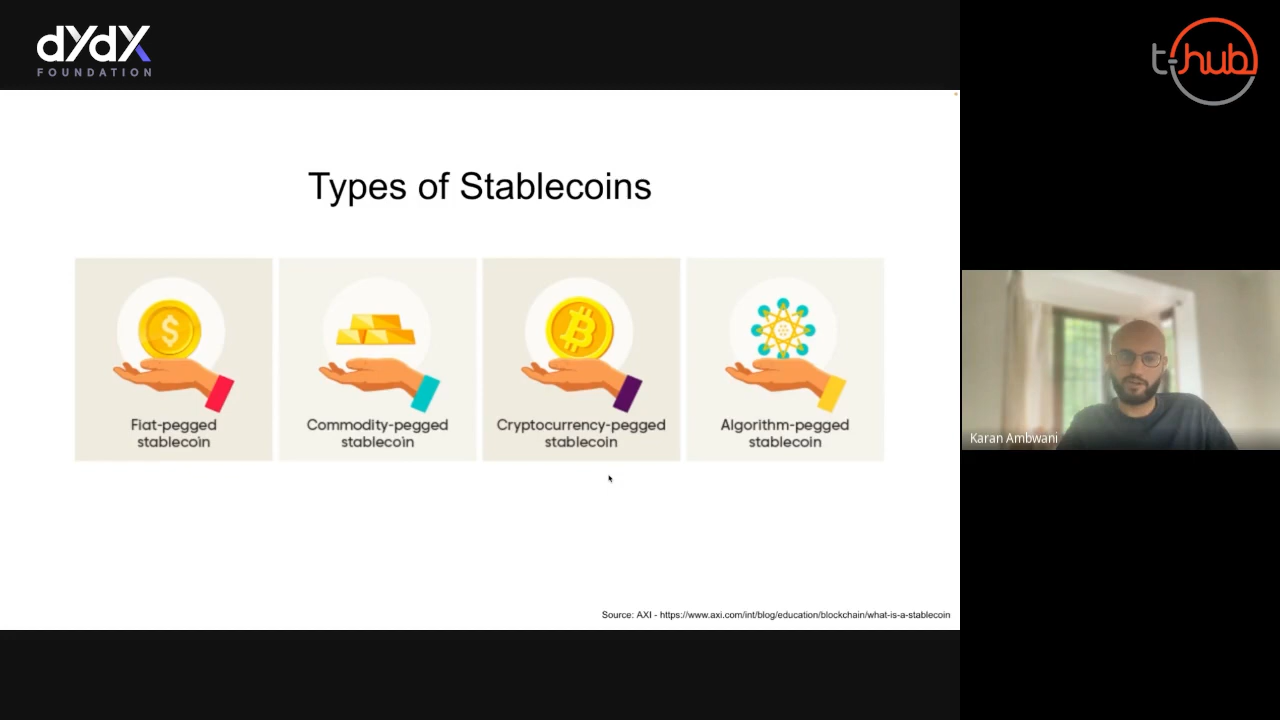 dYdX
FOUNDATION
t-hub
Types of Stablecoins
$
Fiat-pegged
stablecoin
Commodity-pegged
stablecoin
Cryptocurrency-pegged
stablecoin
Algorithm-pegged
stablecoin
Karan Ambwani
Source: AXI - https://www.axi.com/int/blog/education/blockchain/what-is-a-stablecoin